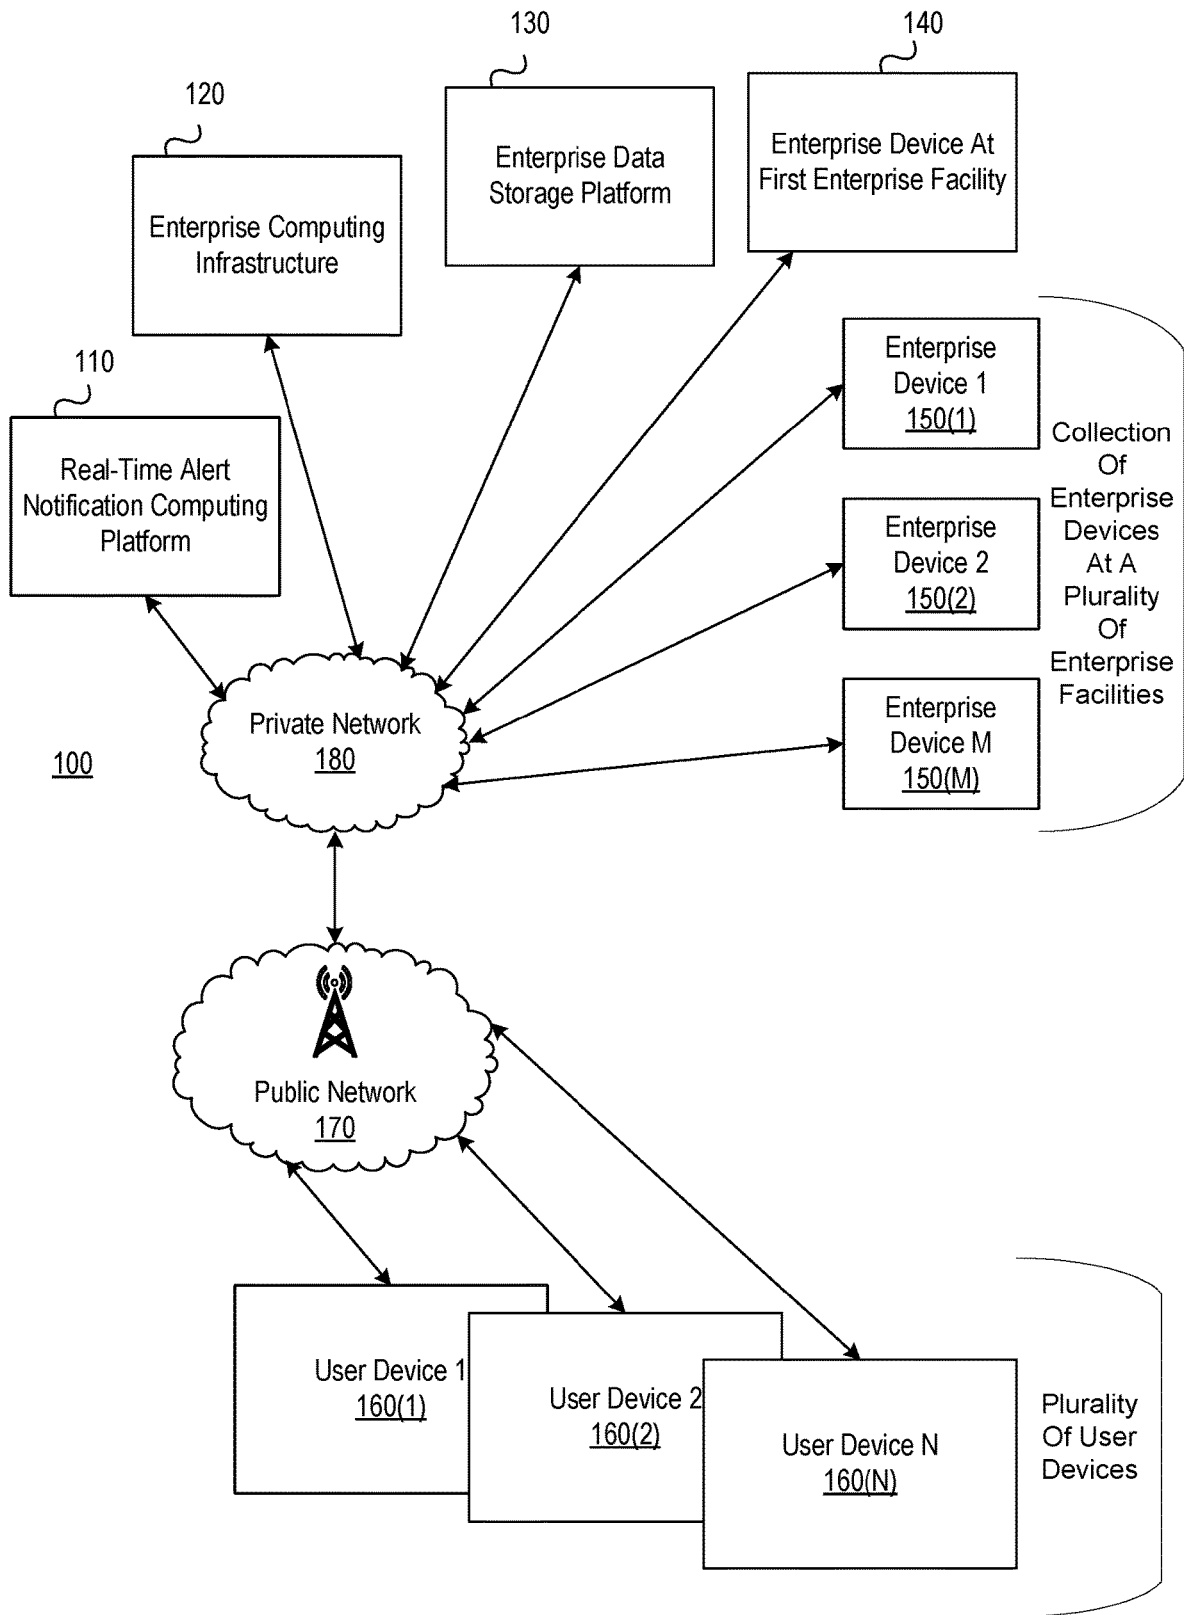 130
140
120
Enterprise Device At
First Enterprise Facility
Enterprise Data
Storage Platform
Enterprise Computing
Infrastructure
110
Real-Time Alert
Notification Computing
Platform
Enterprise
Device 1
150(1)
Enterprise
Device 2
150(2)
Enterprise
Device M
150(M)
Collection
Of
Enterprise
Devices
At A
Plurality
Of
Enterprise
Facilities
Private Network
180
100
Public Network
170
User Device 1
160(1)
User Device 2
160(2)
User Device N
160(N)
Plurality
Of User
Devices